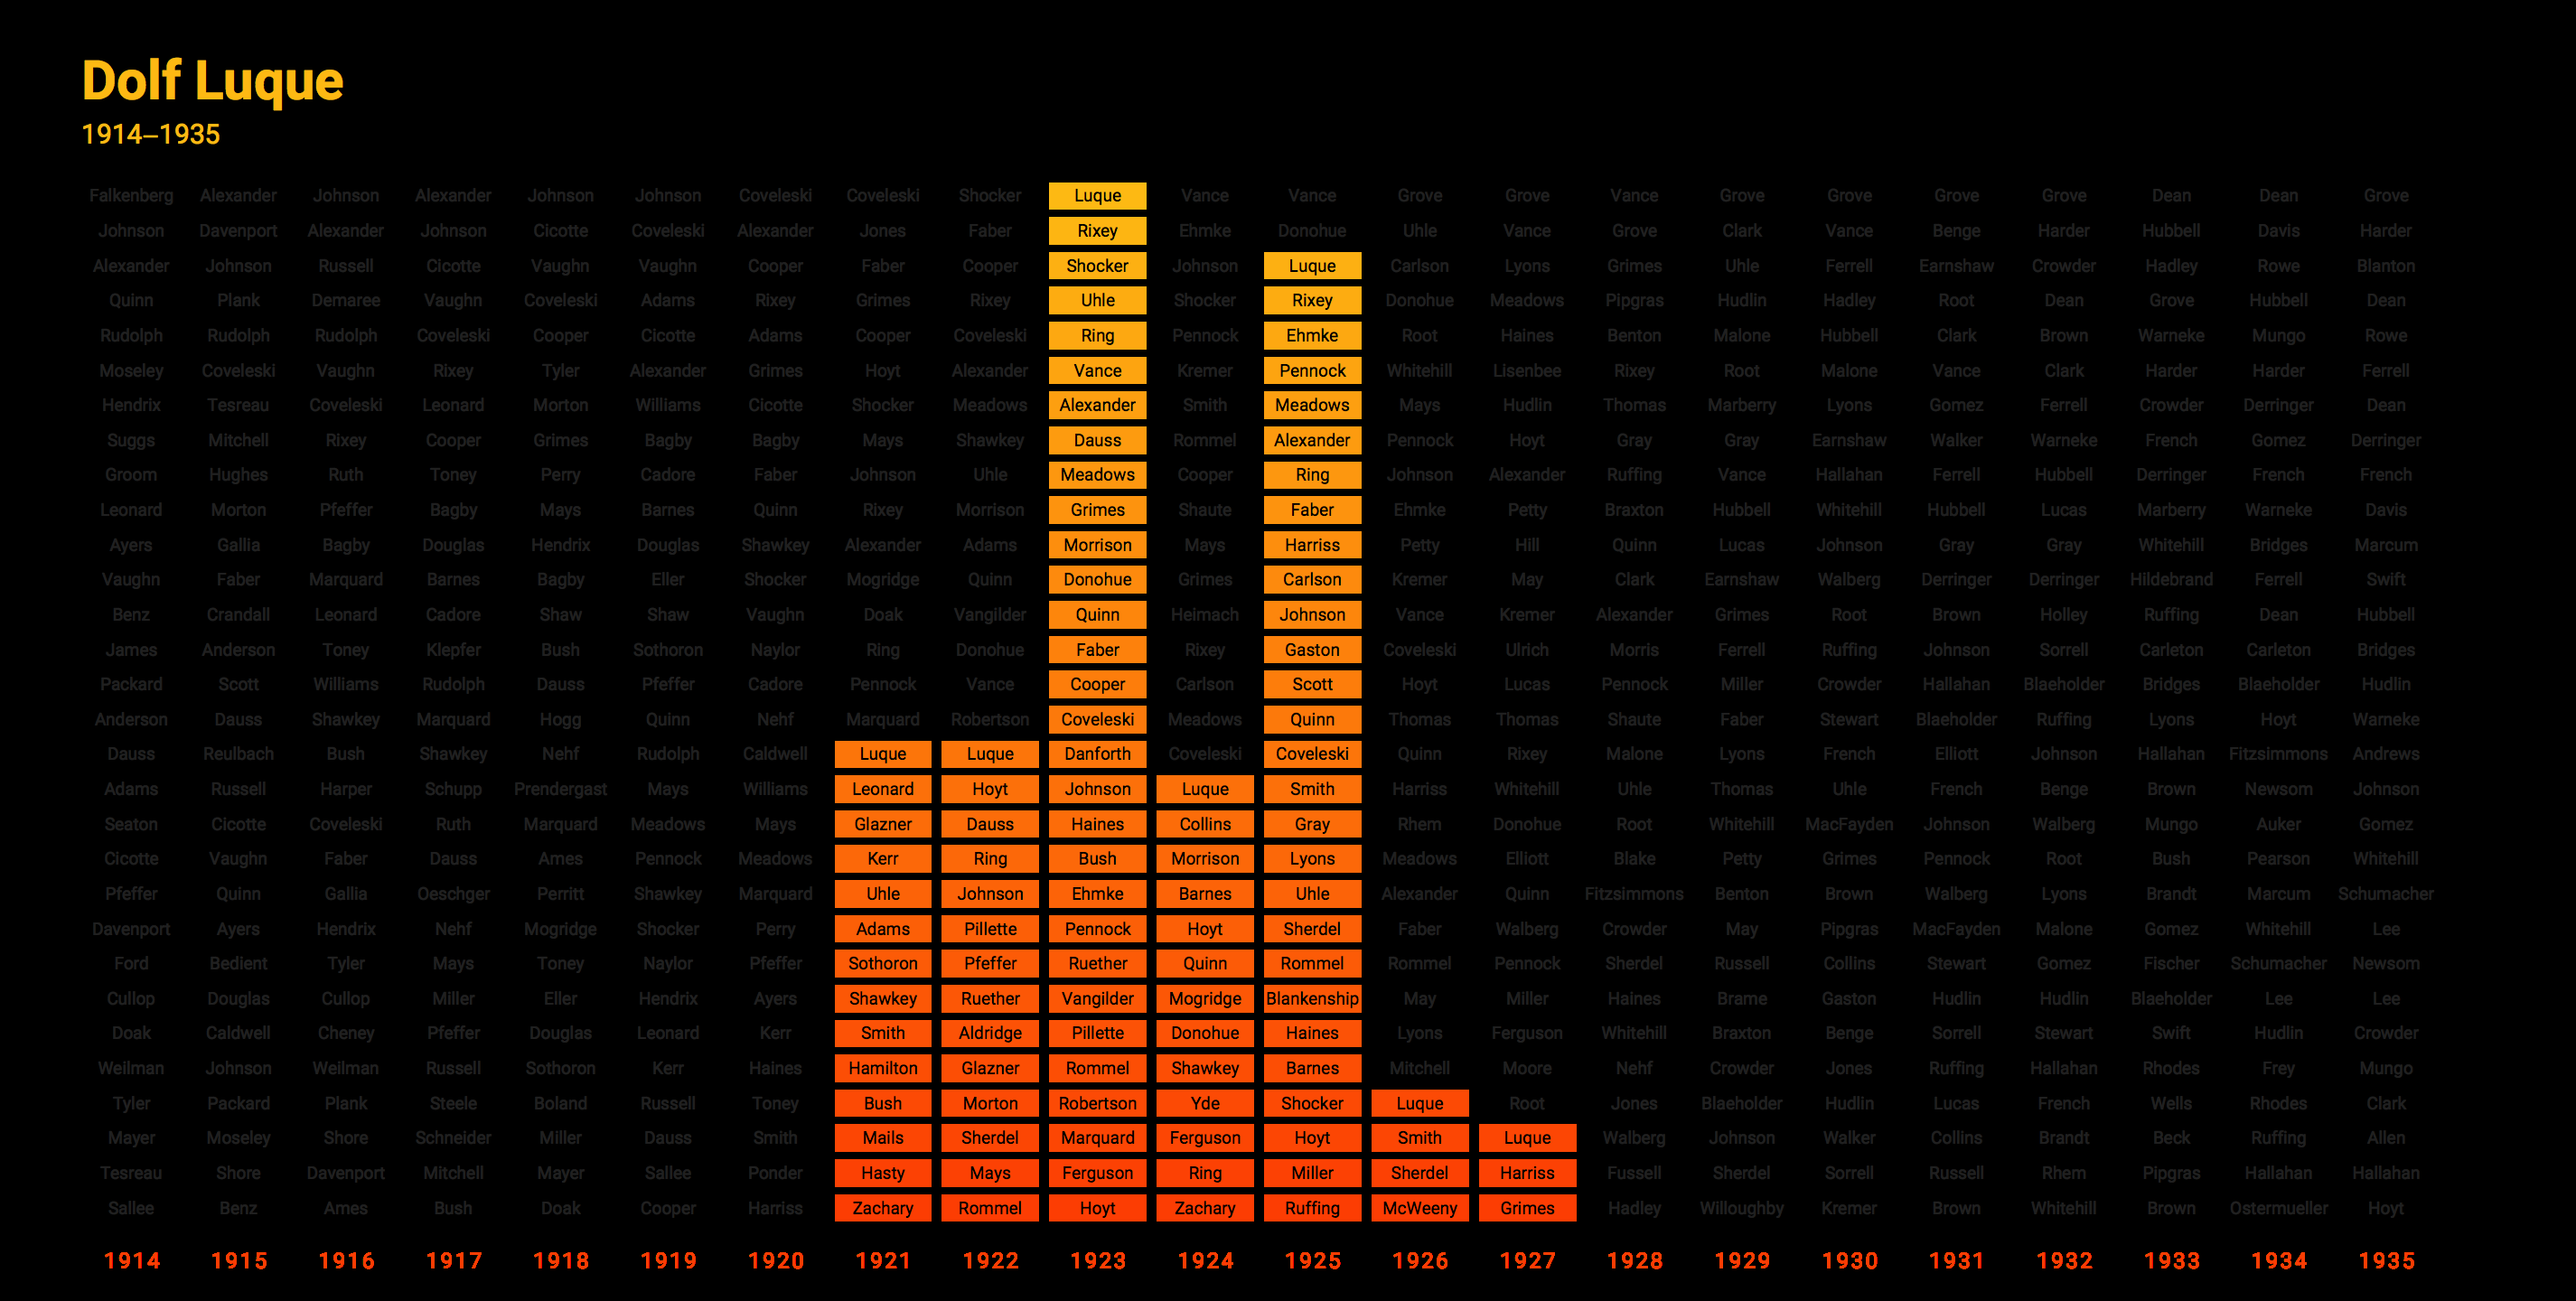 Dolf Luque
1914–1935
Falkenberg Alexander Johnson Alexander Johnson Johnson Coveleski Coveleski Shocker Luque Vance Vance Grove Grove Vance Grove Grove Grove Grove Dean Dean Grove
Johnson Davenport Alexander Johnson Cicotte Coveleski Alexander Jones Faber Rixey Ehmke Donohue Uhle Vance Grove Clark Vance Benge Harder Hubbell Davis Harder
Alexander Johnson Russell Cicotte Vaughn Vaughn Cooper Faber Cooper Shocker Johnson Luque Carlson Lyons Grimes Uhle Ferrell Earnshaw Crowder Hadley Rowe Blanton
Quinn Plank Demaree Vaughn Coveleski Adams Rixey Grimes Rixey Uhle Shocker Rixey Donohue Meadows Pipgras Hudlin Hadley Root Dean Grove Hubbell Dean
Rudolph Rudolph Rudolph Coveleski Cooper Cicotte Adams Cooper Coveleski Ring Pennock Ehmke Root Haines Benton Malone Hubbell Clark Brown Warneke Mungo Rowe
Moseley Coveleski Vaughn Rixey Tyler Alexander Grimes Hoyt Alexander Vance Kremer Pennock Whitehill Lisenbee Rixey Root Malone Vance Clark Harder Harder Ferrell
Hendrix Tesreau Coveleski Leonard Morton Williams Cicotte Shocker Meadows Alexander Smith Meadows Mays Hudlin Thomas Marberry Lyons Gomez Ferrell Crowder Derringer Dean
Suggs Mitchell Rixey Cooper Grimes Bagby Bagby Mays Shawkey Dauss Rommel Alexander Pennock Hoyt Gray Gray Earnshaw Walker Warneke French Gomez Derringer
Groom Hughes Ruth Toney Perry Cadore Faber Johnson Uhle Meadows Cooper Ring Johnson Alexander Ruffing Vance Hallahan Ferrell Hubbell Derringer French French
Leonard Morton Pfeffer Bagby Mays Barnes Quinn Rixey Morrison Grimes Shaute Faber Ehmke Petty Braxton Hubbell Whitehill Hubbell Lucas Marberry Warneke Davis
Ayers Gallia Bagby Douglas Hendrix Douglas Shawkey Alexander Adams Morrison Mays Harriss Petty Hill Quinn Lucas Johnson Gray Gray Whitehill Bridges Marcum
Vaughn Faber Marquard Barnes Bagby Eller Shocker Mogridge Quinn Donohue Grimes Carlson Kremer May Clark Earnshaw Walberg Derringer Derringer Hildebrand Ferrell Swift
Benz Crandall Leonard Cadore Shaw Shaw Vaughn Doak Vangilder Quinn Heimach Johnson Vance Kremer Alexander Grimes Root Brown Holley Ruffing Dean Hubbell
James Anderson Toney Klepfer Bush Sothoron Naylor Ring Donohue Faber Rixey Gaston Coveleski Ulrich Morris Ferrell Ruffing Johnson Sorrell Carleton Carleton Bridges
Packard Scott Williams Rudolph Dauss Pfeffer Cadore Pennock Vance Cooper Carlson Scott Hoyt Lucas Pennock Miller Crowder Hallahan Blaeholder Bridges Blaeholder Hudlin
Anderson Dauss Shawkey Marquard Hogg Quinn Nehf Marquard Robertson Coveleski Meadows Quinn Thomas Thomas Shaute Faber Stewart Blaeholder Ruffing Lyons Hoyt Warneke
Dauss Reulbach Bush Shawkey Nehf Rudolph Caldwell Luque Luque Danforth Coveleski Coveleski Quinn Rixey Malone Lyons French Elliott Johnson Hallahan Fitzsimmons Andrews
Adams Russell Harper Schupp Prendergast Mays Williams Leonard Hoyt Johnson Luque Smith Harriss Whitehill Uhle Thomas Uhle French Benge Brown Newsom Johnson
Seaton Cicotte Coveleski Ruth Marquard Meadows Mays Glazner Dauss Haines Collins Gray Rhem Donohue Root Whitehill MacFayden Johnson Walberg Mungo Auker Gomez
Cicotte Vaughn Faber Dauss Ames Pennock Meadows Kerr Ring Bush Morrison Lyons Meadows Elliott Blake Petty Grimes Pennock Root Bush Pearson Whitehill
Pfeffer Quinn Gallia Oeschger Perritt Shawkey Marquard Uhle Johnson Ehmke Barnes Uhle Alexander Quinn Fitzsimmons Benton Brown Walberg Lyons Brandt Marcum Schumacher
Davenport Ayers Hendrix Nehf Mogridge Shocker Perry Adams Pillette Pennock Hoyt Sherdel Faber Walberg Crowder May Pipgras MacFayden Malone Gomez Whitehill Lee
Ford Bedient Tyler Mays Toney Naylor Pfeffer Sothoron Pfeffer Ruether Quinn Rommel Rommel Pennock Sherdel Russell Collins Stewart Gomez Fischer Schumacher Newsom
Cullop Douglas Cullop Miller Eller Hendrix Ayers Shawkey Ruether Vangilder Mogridge Blankenship May Miller Haines Brame Gaston Hudlin Hudlin Blaeholder Lee Lee
Doak Caldwell Cheney Pfeffer Douglas Leonard Kerr Smith Aldridge Pillette Donohue Haines Lyons Ferguson Whitehill Braxton Benge Sorrell Stewart Swift Hudlin Crowder
Weilman Johnson Weilman Russell Sothoron Kerr Haines Hamilton Glazner Rommel Shawkey Barnes Mitchell Moore Nehf Crowder Jones Ruffing Hallahan Rhodes Frey Mungo
Tyler Packard Plank Steele Boland Russell Toney Bush Morton Robertson Yde Shocker Luque Root Jones Blaeholder Hudlin Lucas French Wells Rhodes Clark
Mayer Moseley Shore Schneider Miller Dauss Smith Mails Sherdel Marquard Ferguson Hoyt Smith Luque Walberg Johnson Walker Collins Brandt Beck Ruffing Allen
Tesreau Shore Davenport Mitchell Mayer Sallee Ponder Hasty Mays Ferguson Ring Miller Sherdel Harriss Fussell Sherdel Sorrell Russell Rhem Pipgras Hallahan Hallahan
Sallee Benz Ames Bush Doak Cooper Harriss Zachary Rommel Hoyt Zachary Ruffing McWeeny Grimes Hadley Willoughby Kremer Brown Whitehill Brown Ostermueller Hoyt
1914 1915 1916 1917 1918 1919 1920 1921 1922 1923 1924 1925 1926 1927 1928 1929 1930 1931 1932 1933 1934 1935